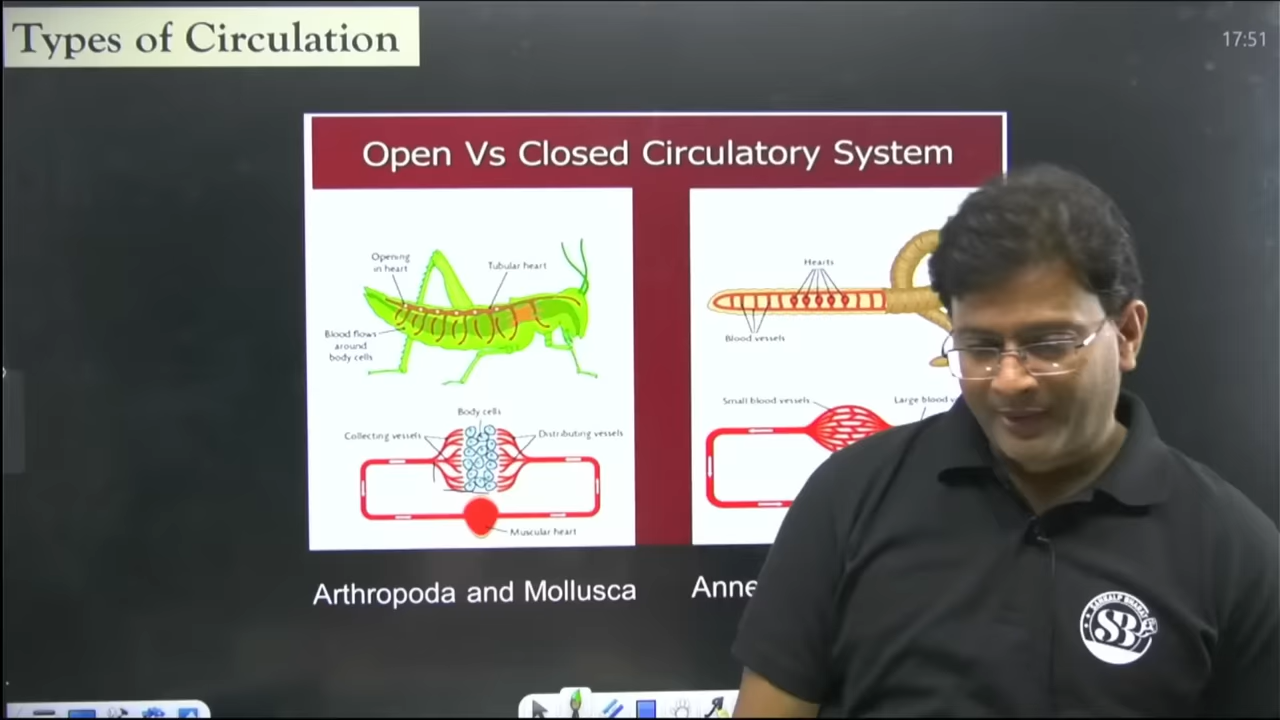 Types of Circulation
17:51
Open Vs Closed Circulatory System
Opening
in heart
Tubular heart
Blood flows
around
body cells
Body cells
Collecting vessels
Distributing vessels
Muscular heart
Hearts
Blood vessels
Small blood vessels
Large blood v
Arthropoda and Mollusca
Anne
SANKALP BHARAT
SB